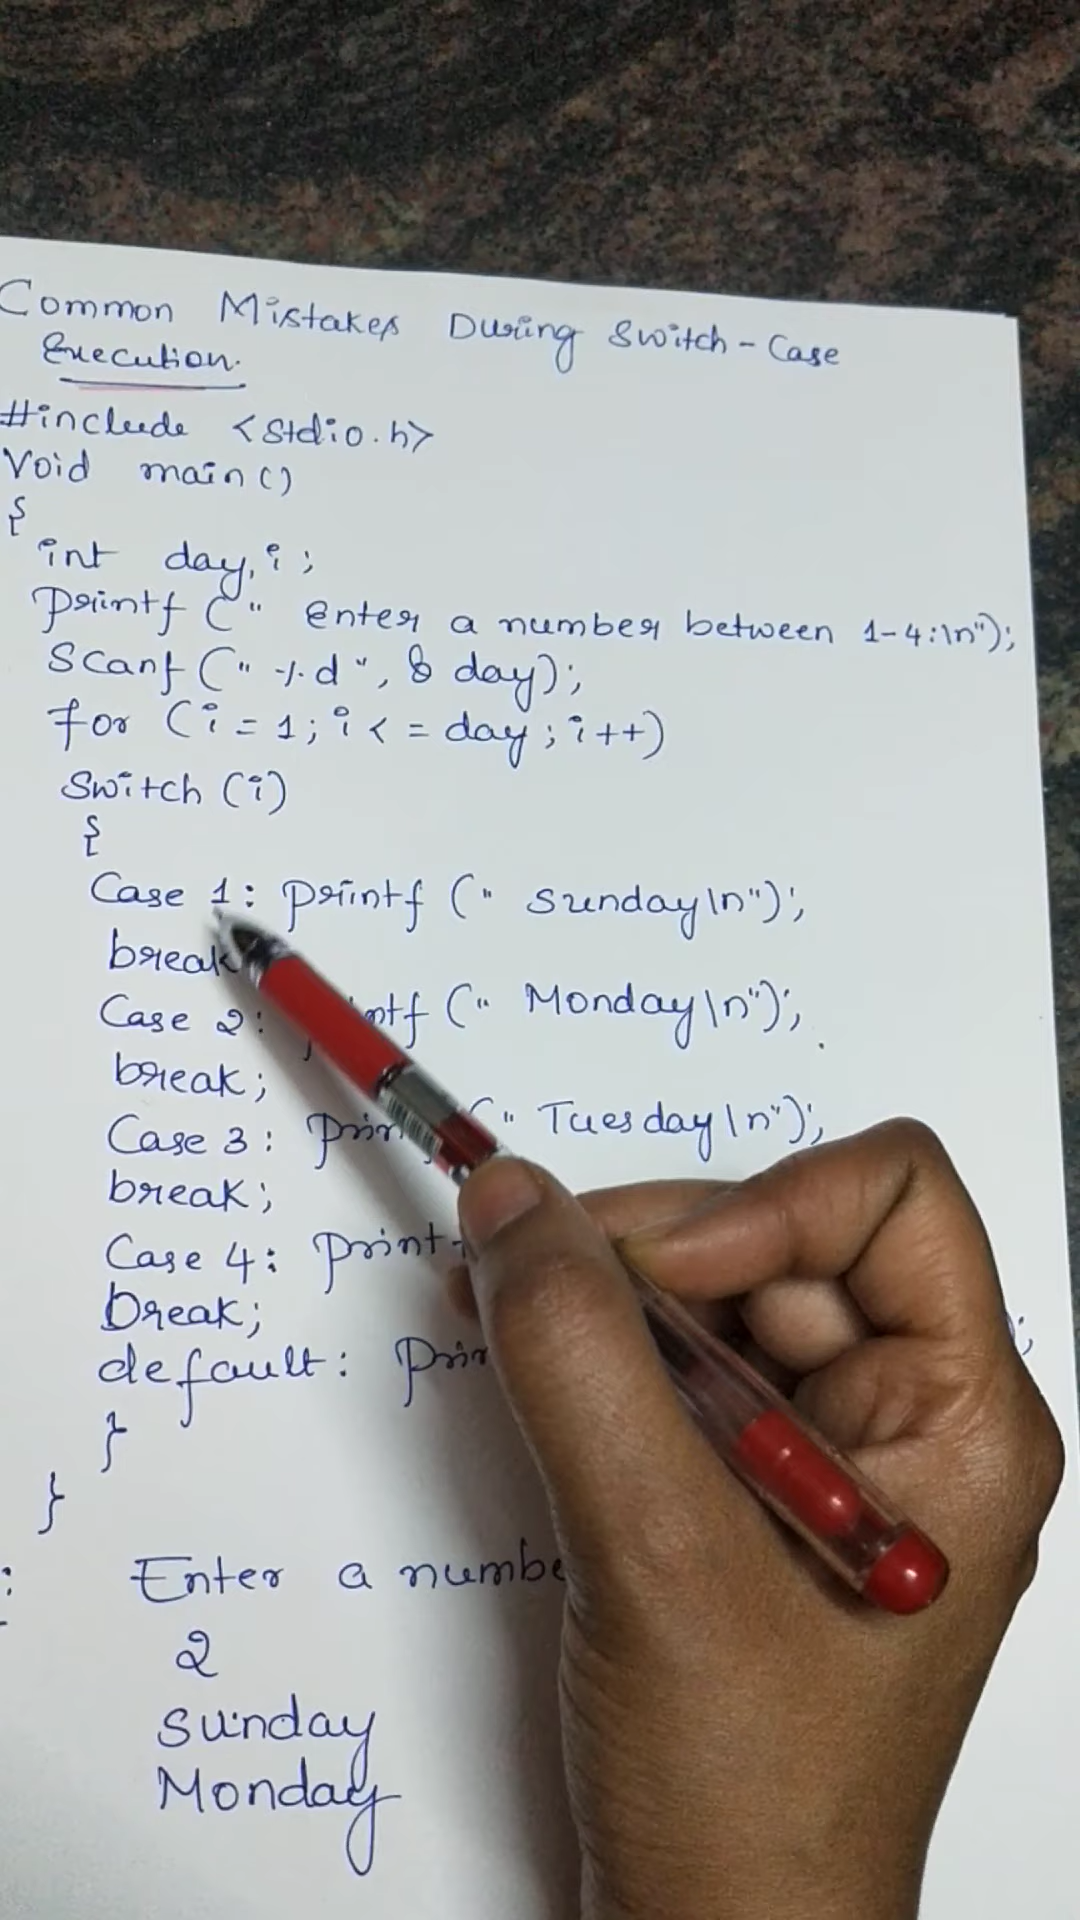 Common Mistakes During Switch-Case
Execution.
#include <stdio.h>
Void main()
{
int day, i;
printf (" enter a number between 1-4:\n");
Scanf (" %d ", & day);
for (i = 1; i < = day; i++)
Switch (i)
{
Case 1: printf (" Sunday\n");
break
Case 2: (" Monday\n");
break;
Case 3: (" Tuesday\n");
break;
Case 4:
Break;
default:
}
}
Enter a
2
Sunday
Monday